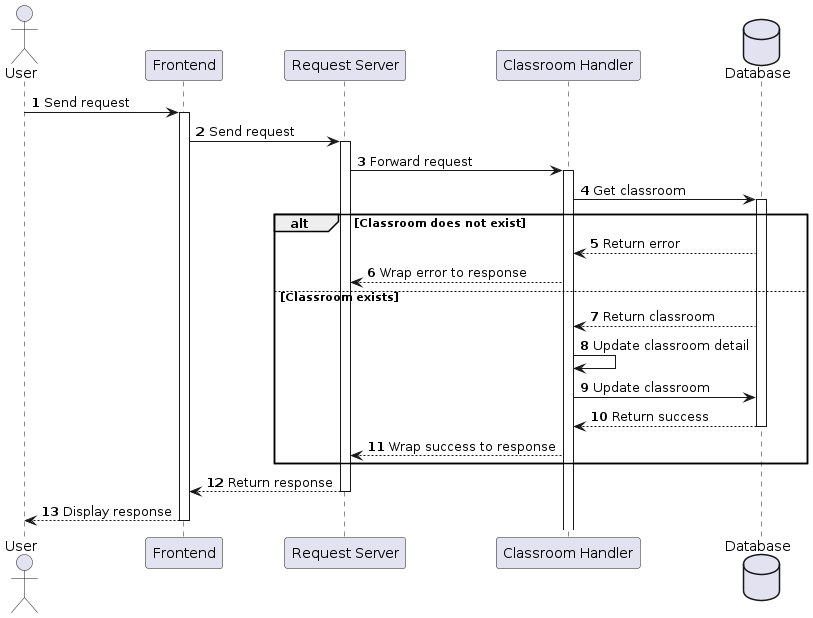 User
Frontend
Request Server
Classroom Handler
Database
1 Send request
2 Send request
3 Forward request
4 Get classroom
alt [Classroom does not exist]
5 Return error
6 Wrap error to response
[Classroom exists]
7 Return classroom
8 Update classroom detail
9 Update classroom
10 Return success
11 Wrap success to response
12 Return response
13 Display response
User
Frontend
Request Server
Classroom Handler
Database